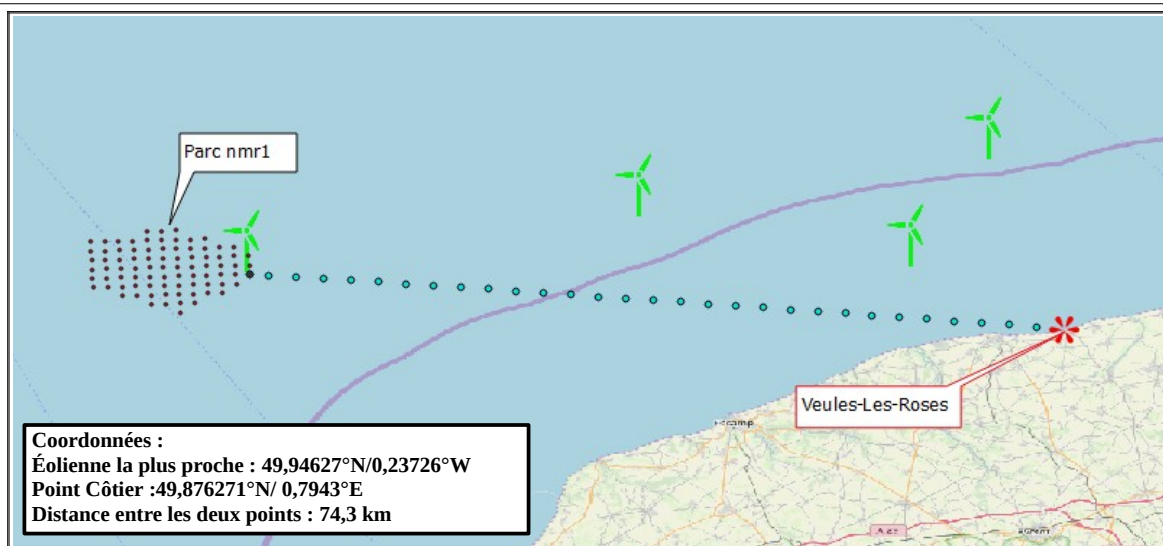 Parc nmr1
Veules-Les-Roses
Coordonnées :
Éolienne la plus proche : 49,94627°N/0,23726°W
Point Côtier :49,876271°N/ 0,7943°E
Distance entre les deux points : 74,3 km